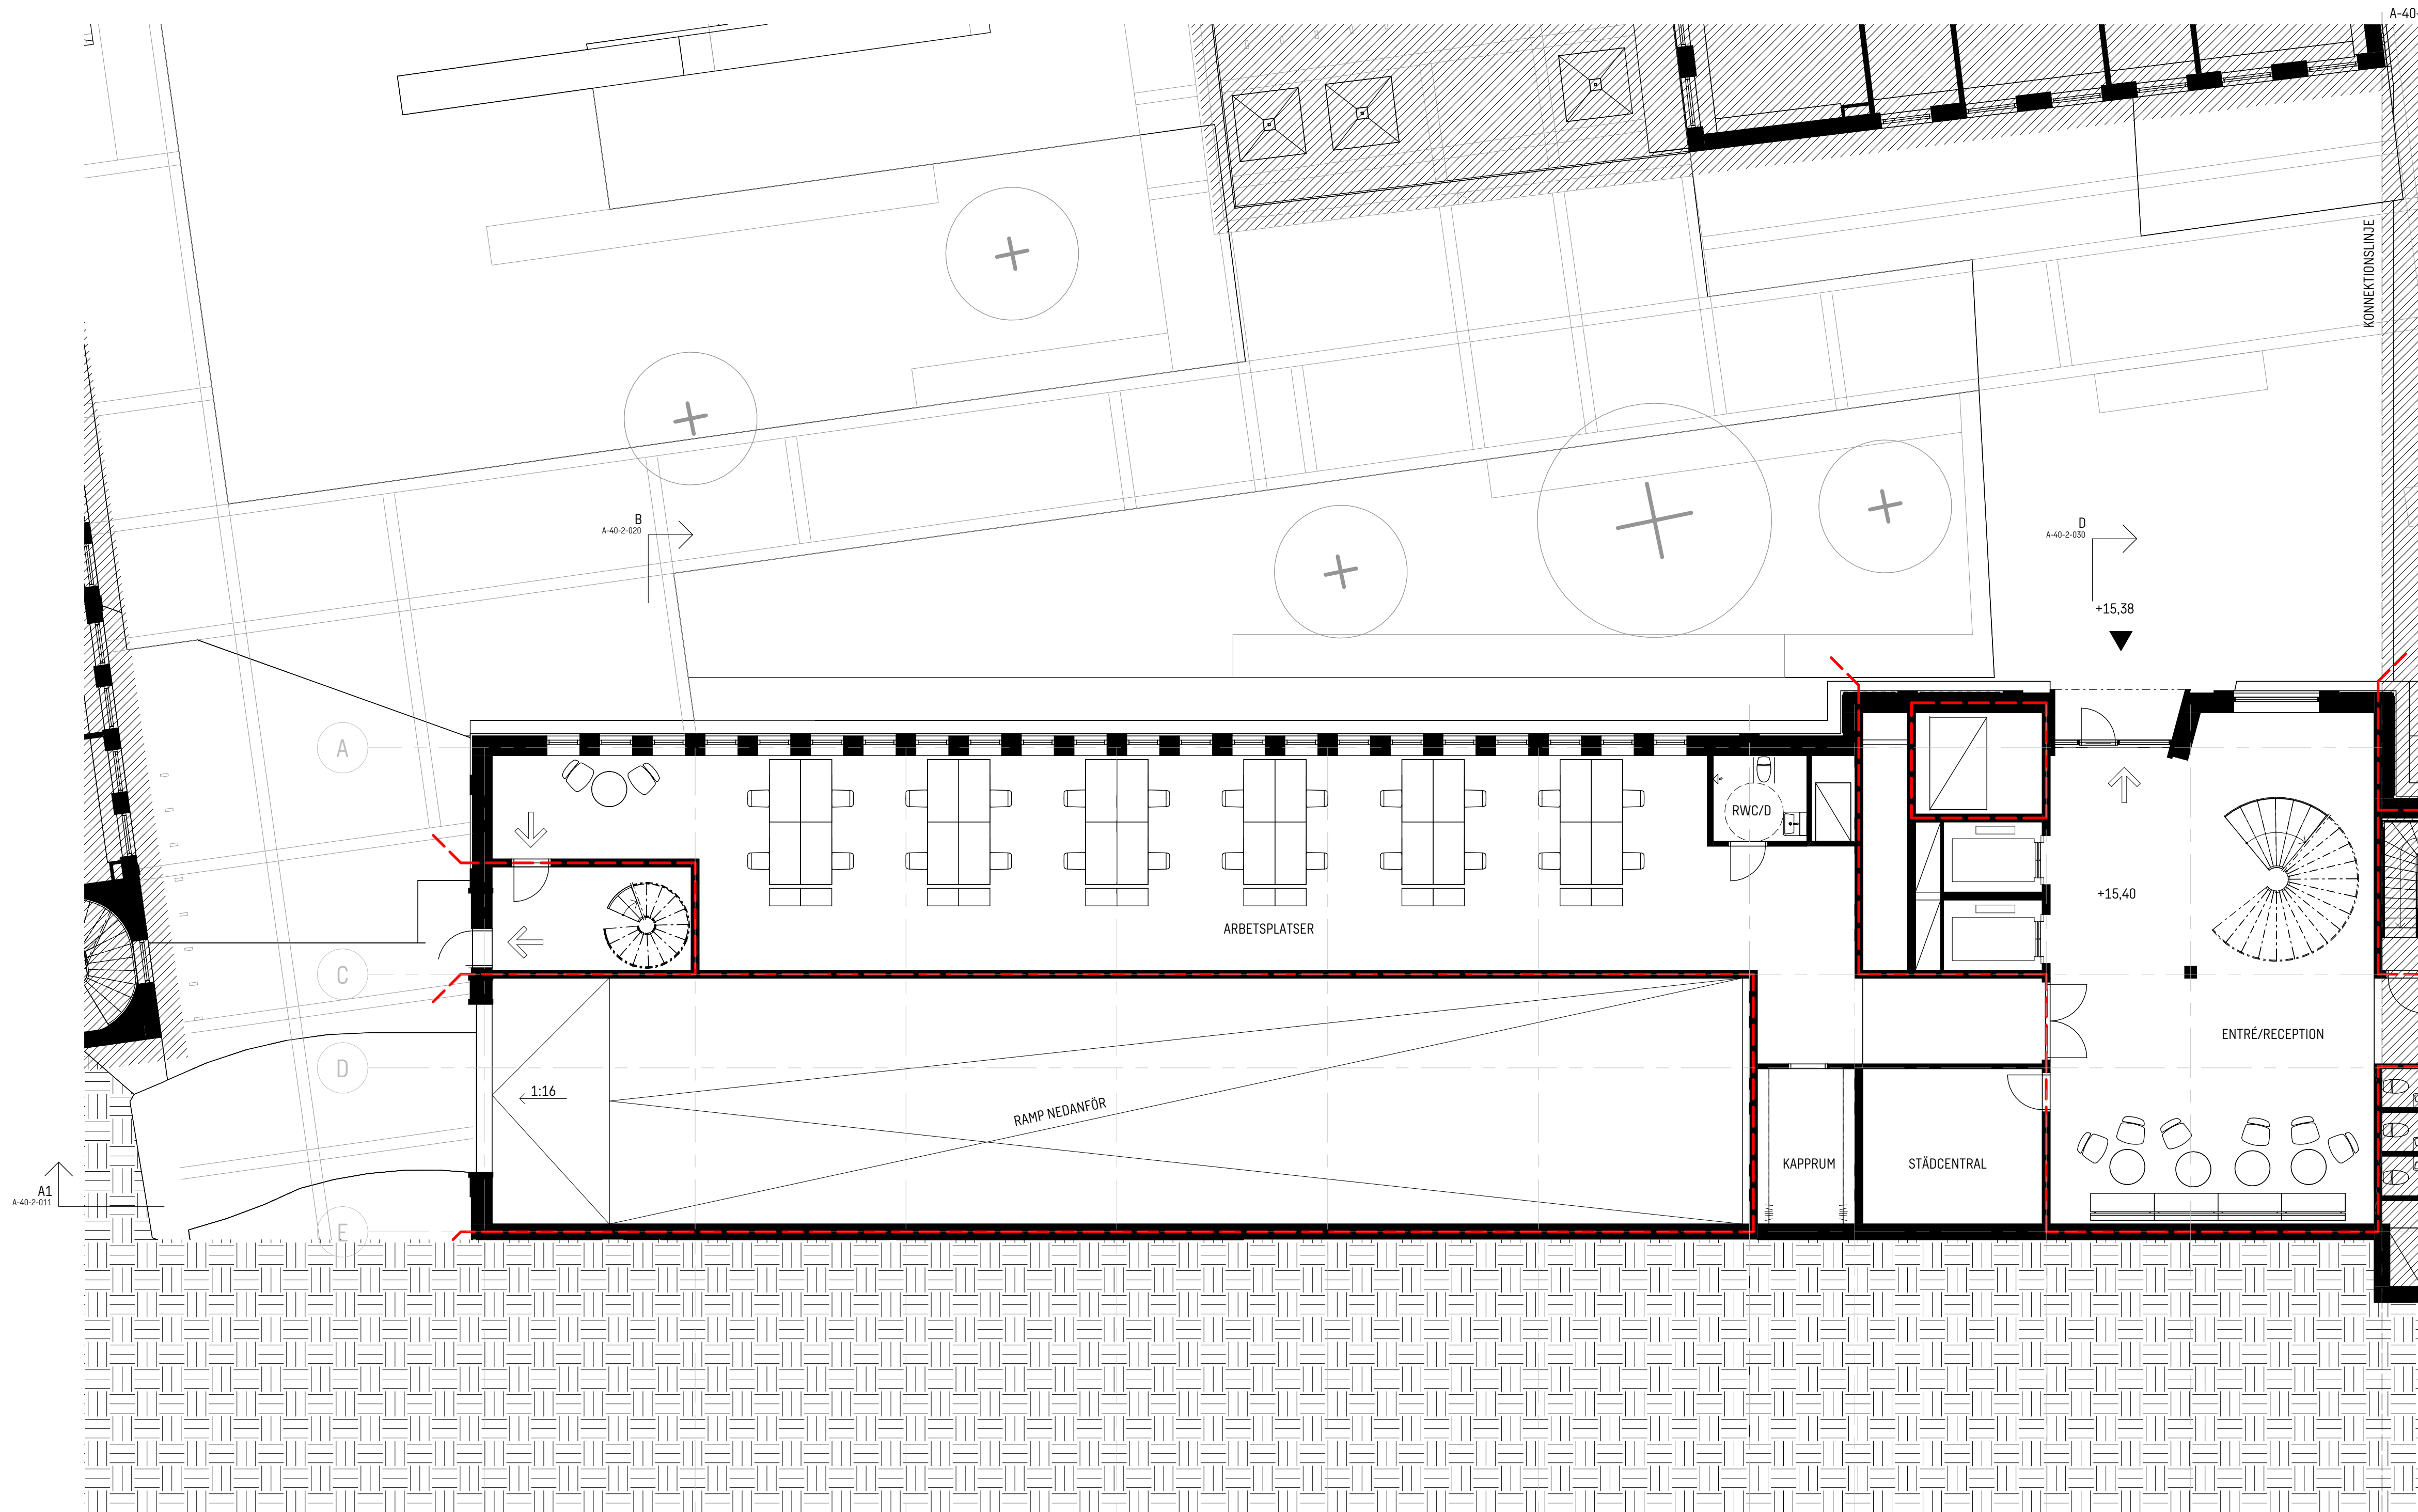 A-40-
KONNEKTIONSLINJE
B
A-40-2-020
D
A-40-2-030
+15,38
A
RWC/D
+15,40
ARBETSPLATSER
C
ENTRÉ/RECEPTION
D
1:16
RAMP NEDANFÖR
KAPPRUM
STÄDCENTRAL
A1
A-40-2-011
E